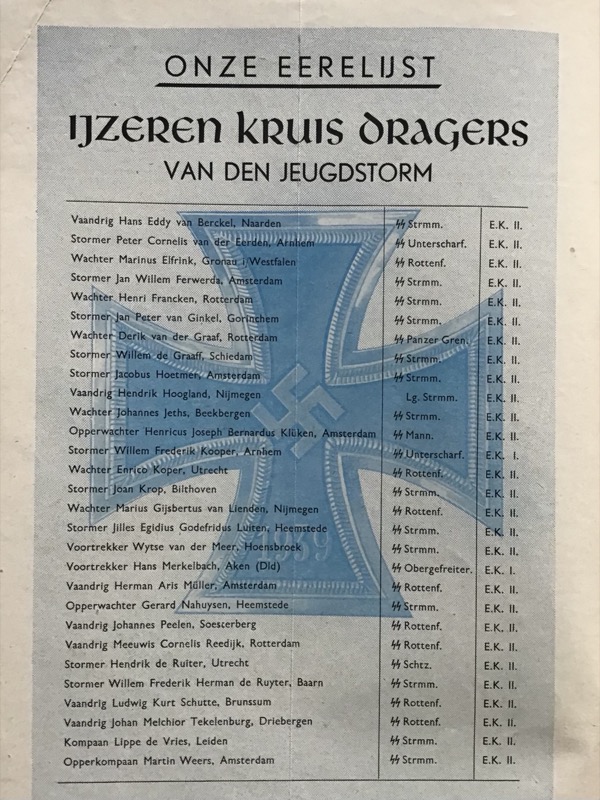 ONZE EERELIJST
IJZEREN KRUIS DRAGERS
VAN DEN JEUGDSTORM
Vaandrig Hans Eddy van Berckel, Naarden ᛋᛋ Strmm. E.K. II.
Stormer Peter Cornelis van der Eerden, Arnhem ᛋᛋ Unterscharf. E.K. II.
Wachter Marinus Elfrink, Gronau i Westfalen ᛋᛋ Rottenf. E.K. II.
Stormer Jan Willem Ferwerda, Amsterdam ᛋᛋ Strmm. E.K. II.
Wachter Henri Francken, Rotterdam ᛋᛋ Strmm. E.K. II.
Stormer Jan Peter van Ginkel, Gorinchem ᛋᛋ Strmm. E.K. II.
Wachter Derik van der Graaf, Rotterdam ᛋᛋ Panzer Gren. E.K. II.
Stormer Willem de Graaff, Schiedam ᛋᛋ Strmm. E.K. II.
Stormer Jacobus Hoetmer, Amsterdam ᛋᛋ Strmm. E.K. II.
Vaandrig Hendrik Hoogland, Nijmegen Lg. Strmm. E.K. II.
Wachter Johannes Jeths, Beekbergen ᛋᛋ Strmm. E.K. II.
Opperwachter Henricus Joseph Bernardus Klüken, Amsterdam ᛋᛋ Mann. E.K. II.
Stormer Willem Frederik Kooper, Arnhem ᛋᛋ Unterscharf. E.K. I.
Wachter Enrico Koper, Utrecht ᛋᛋ Rottenf. E.K. II.
Stormer Joan Krop, Bilthoven ᛋᛋ Strmm. E.K. II.
Wachter Marius Gijsbertus van Lienden, Nijmegen ᛋᛋ Rottenf. E.K. II.
Stormer Jilles Egidius Godefridus Luiten, Heemstede ᛋᛋ Strmm. E.K. II.
Voortrekker Wytse van der Meer, Hoensbroek ᛋᛋ Strmm. E.K. II.
Voortrekker Hans Merkelbach, Aken (Dld) ᛋᛋ Obergefreiter. E.K. I.
Vaandrig Herman Aris Müller, Amsterdam ᛋᛋ Rottenf. E.K. II.
Opperwachter Gerard Nahuysen, Heemstede ᛋᛋ Strmm. E.K. II.
Vaandrig Johannes Peelen, Soesterberg ᛋᛋ Rottenf. E.K. II.
Vaandrig Meeuwis Cornelis Reedijk, Rotterdam ᛋᛋ Rottenf. E.K. II.
Stormer Hendrik de Ruiter, Utrecht ᛋᛋ Schtz. E.K. II.
Stormer Willem Frederik Herman de Ruyter, Baarn ᛋᛋ Strmm. E.K. II.
Vaandrig Ludwig Kurt Schutte, Brunssum ᛋᛋ Rottenf. E.K. II.
Vaandrig Johan Melchior Tekelenburg, Driebergen ᛋᛋ Rottenf. E.K. II.
Kompaan Lippe de Vries, Leiden ᛋᛋ Strmm. E.K. II.
Opperkompaan Martin Weers, Amsterdam ᛋᛋ Strmm. E.K. II.
1939